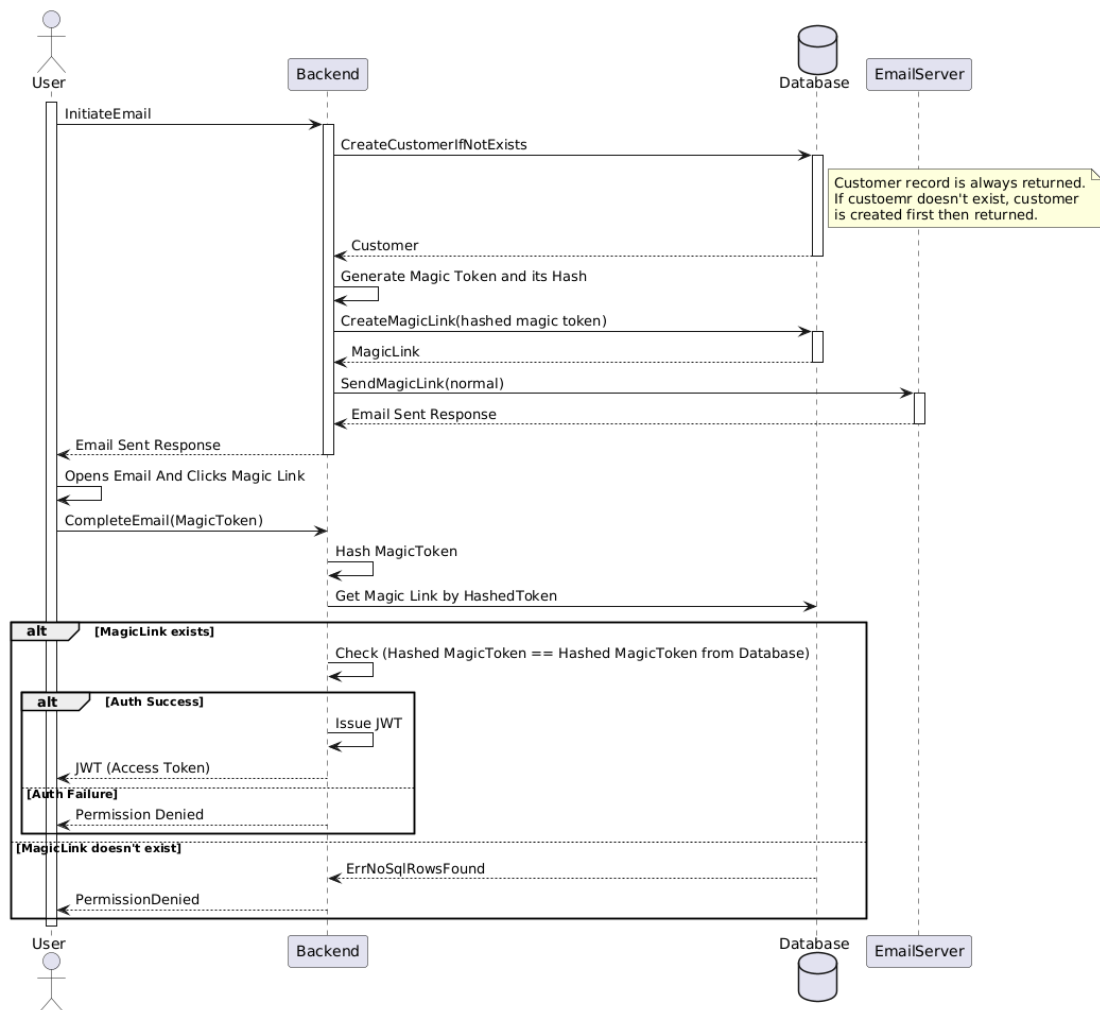 User
Backend
Database
EmailServer
InitiateEmail
CreateCustomerIfNotExists
Customer record is always returned.
If custoemr doesn't exist, customer
is created first then returned.
Customer
Generate Magic Token and its Hash
CreateMagicLink(hashed magic token)
MagicLink
SendMagicLink(normal)
Email Sent Response
Email Sent Response
Opens Email And Clicks Magic Link
CompleteEmail(MagicToken)
Hash MagicToken
Get Magic Link by HashedToken
alt [MagicLink exists]
Check (Hashed MagicToken == Hashed MagicToken from Database)
alt [Auth Success]
Issue JWT
JWT (Access Token)
[Auth Failure]
Permission Denied
[MagicLink doesn't exist]
ErrNoSqlRowsFound
PermissionDenied
User
Backend
Database
EmailServer